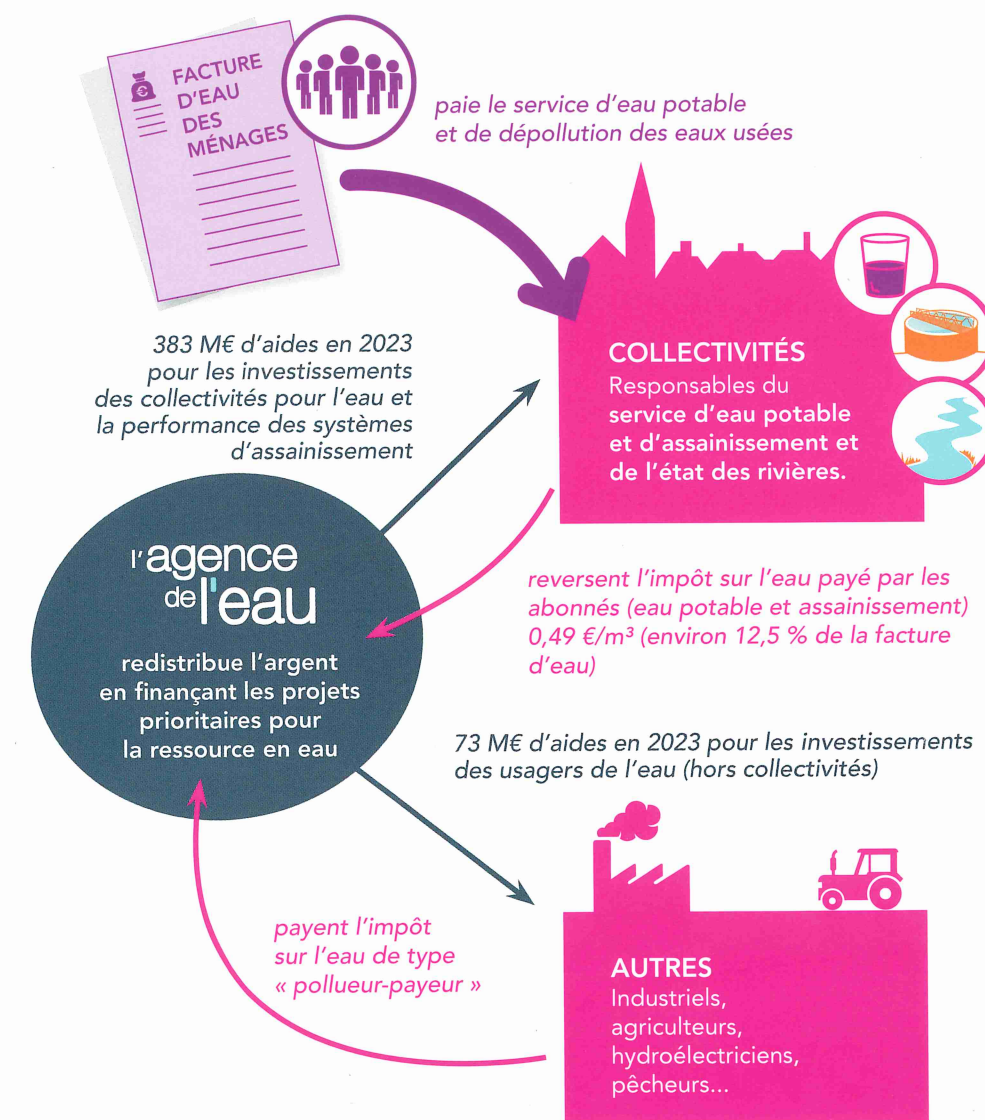 FACTURE
D'EAU
DES
MÉNAGES
€
paie le service d'eau potable
et de dépollution des eaux usées
383 M€ d'aides en 2023
pour les investissements
des collectivités pour l'eau et
la performance des systèmes
d'assainissement
COLLECTIVITÉS
Responsables du
service d'eau potable
et d'assainissement et
de l'état des rivières.
l'agence
de l'eau
redistribue l'argent
en finançant les projets
prioritaires pour
la ressource en eau
reversent l'impôt sur l'eau payé par les
abonnés (eau potable et assainissement)
0,49 €/m³ (environ 12,5 % de la facture
d'eau)
73 M€ d'aides en 2023 pour les investissements
des usagers de l'eau (hors collectivités)
payent l'impôt
sur l'eau de type
« pollueur-payeur »
AUTRES
Industriels,
agriculteurs,
hydroélectriciens,
pêcheurs...